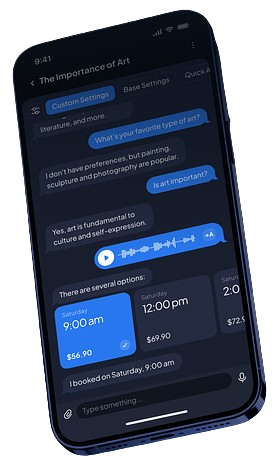 9:41
The Importance of Art
Custom Settings
Base Settings
Quick A
literature, and more.
What's your favorite type of art?
I don't have preferences, but painting,
sculpture and photography are popular.
Is art important?
Yes, art is fundamental to
culture and self-expression.
+A
There are several options:
Saturday
9:00 am
$56.90
Saturday
12:00 pm
$69.90
Saturn
2:0
$72.9
I booked on Saturday, 9:00 am
Type something...